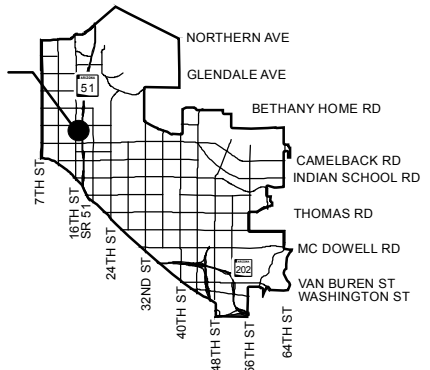 NORTHERN AVE
GLENDALE AVE
ARIZONA
51
BETHANY HOME RD
CAMELBACK RD
INDIAN SCHOOL RD
THOMAS RD
MC DOWELL RD
ARIZONA
202
VAN BUREN ST
WASHINGTON ST
7TH ST
16TH ST
SR 51
24TH ST
32ND ST
40TH ST
48TH ST
56TH ST
64TH ST